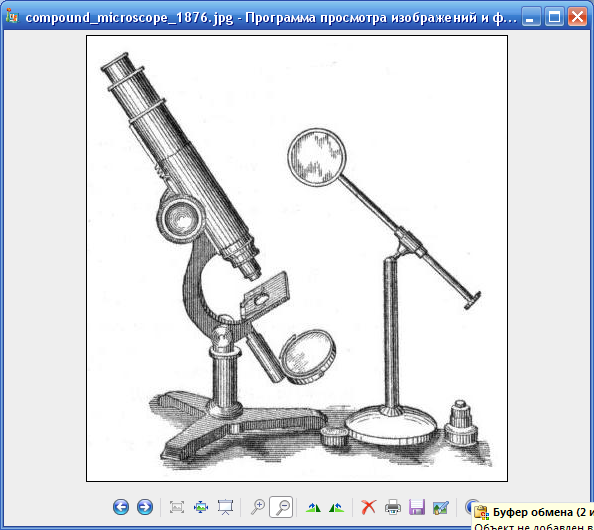 compound_microscope_1876.jpg - Программа просмотра изображений и ф...
Буфер обмена (2 и
Объект не добавлен в